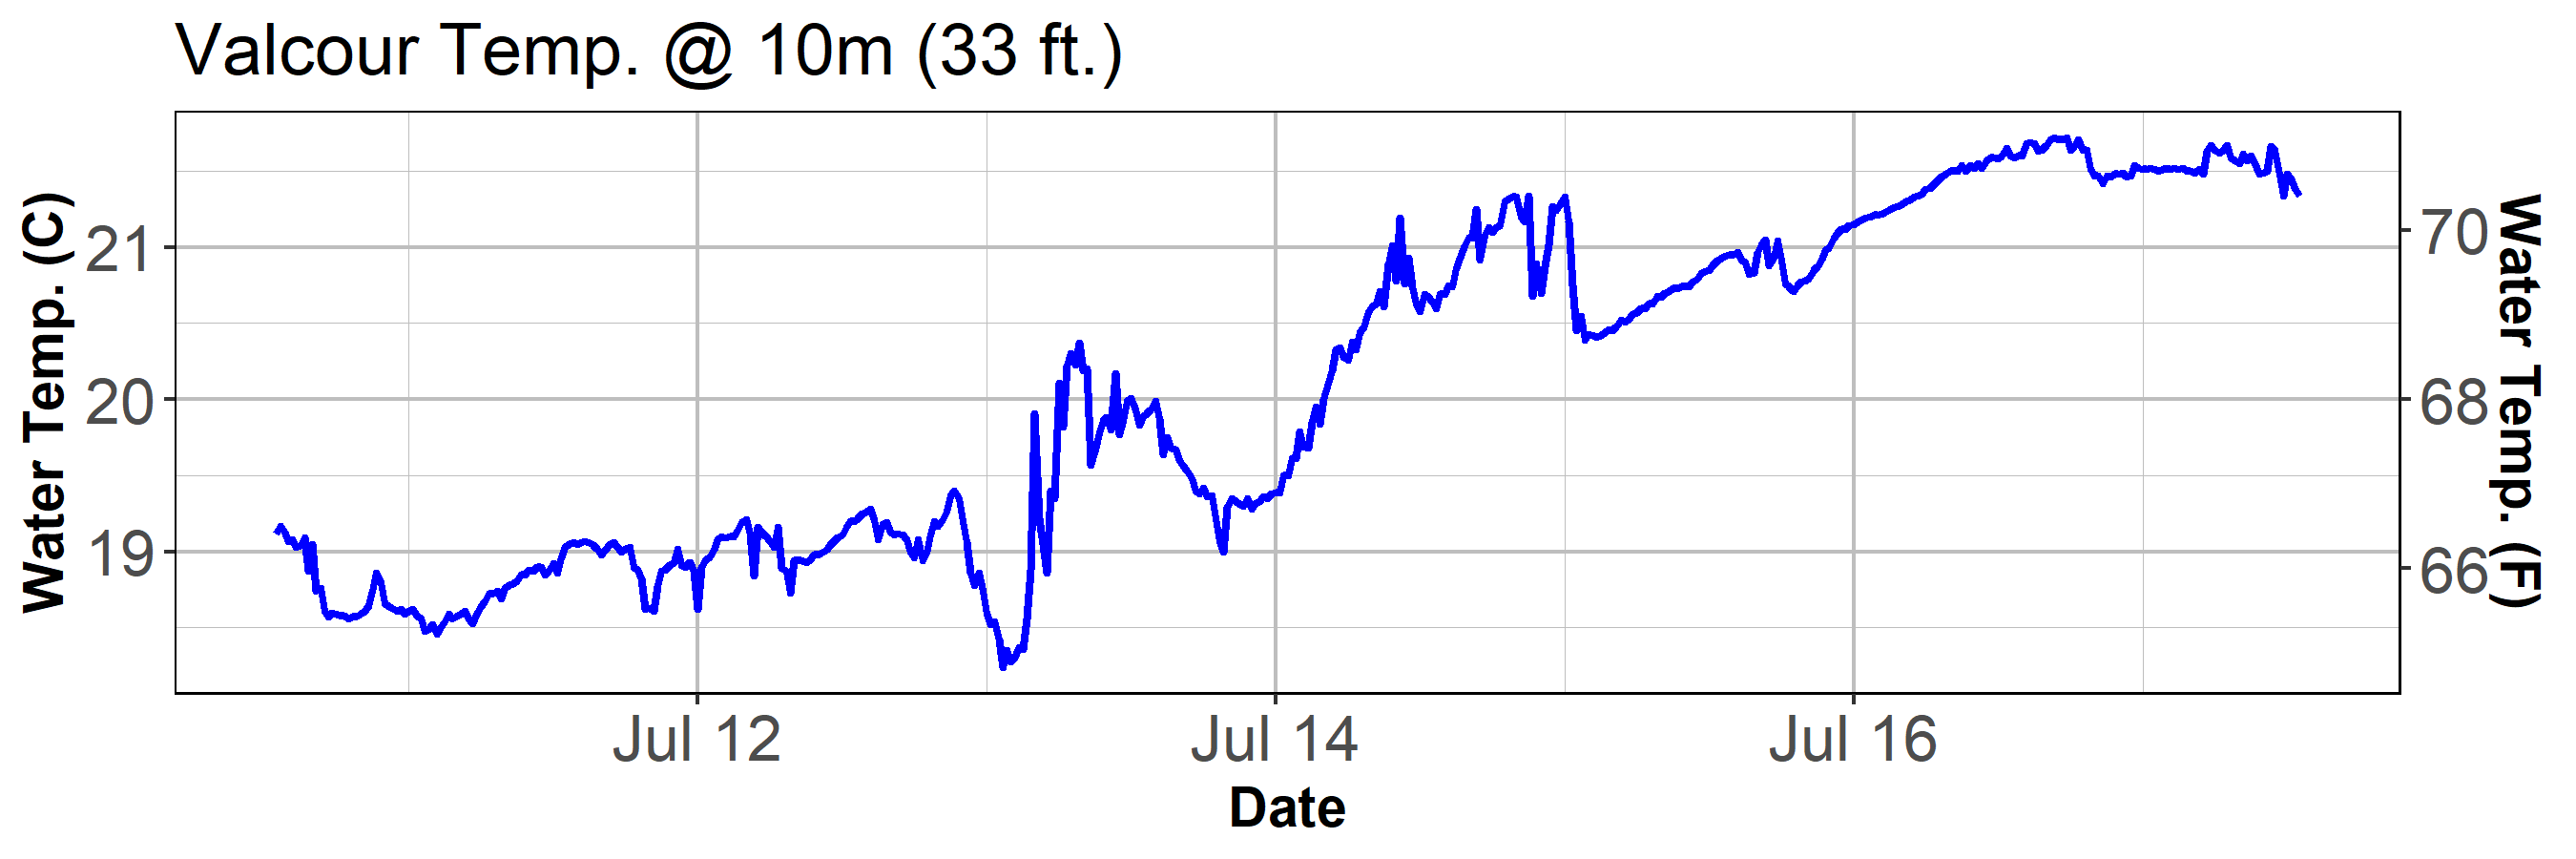 Valcour Temp. @ 10m (33 ft.)
Water Temp. (C)
21
20
19
70
68
66
Water Temp. (F)
Jul 12
Jul 14
Jul 16
Date